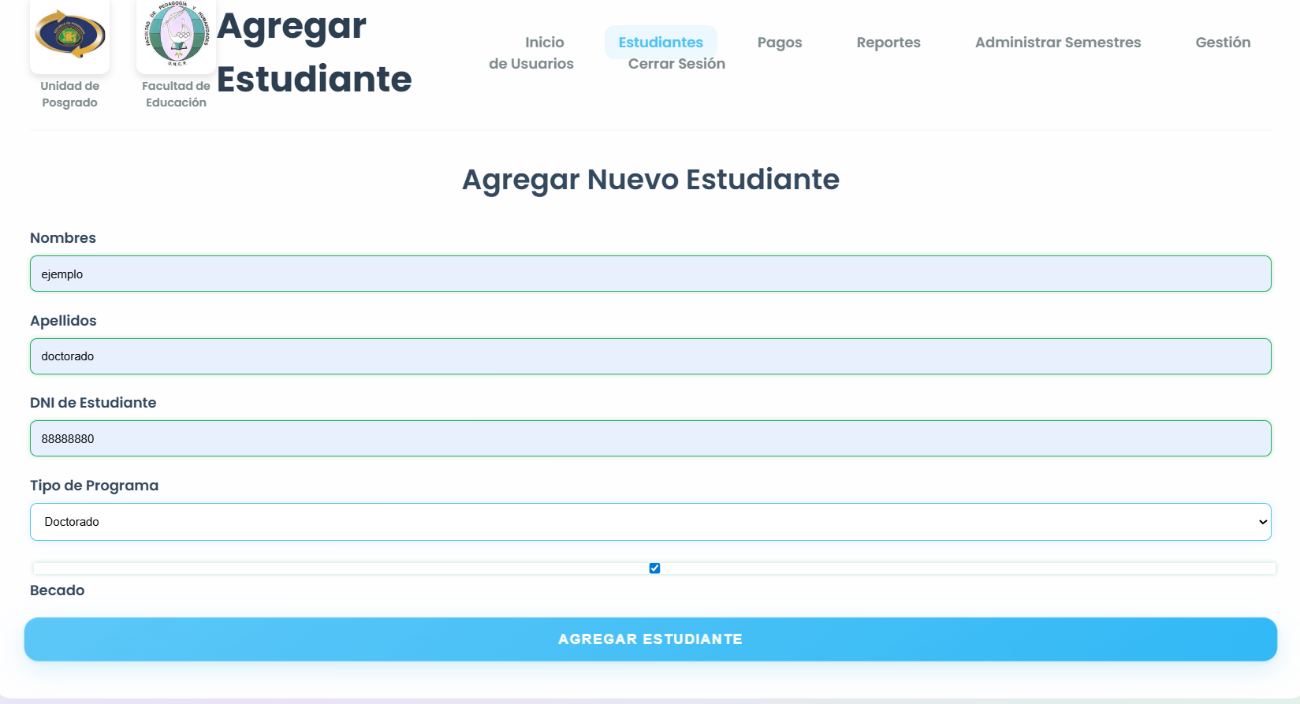 Unidad de
Posgrado
FACULTAD DE PEDAGOGÍA Y HUMANIDADES
U.N.C.P.
Facultad de
Educación
Agregar
Estudiante
Inicio Estudiantes Pagos Reportes Administrar Semestres Gestión
de Usuarios Cerrar Sesión
Agregar Nuevo Estudiante
Nombres
ejemplo
Apellidos
doctorado
DNI de Estudiante
88888880
Tipo de Programa
Doctorado
Becado
AGREGAR ESTUDIANTE